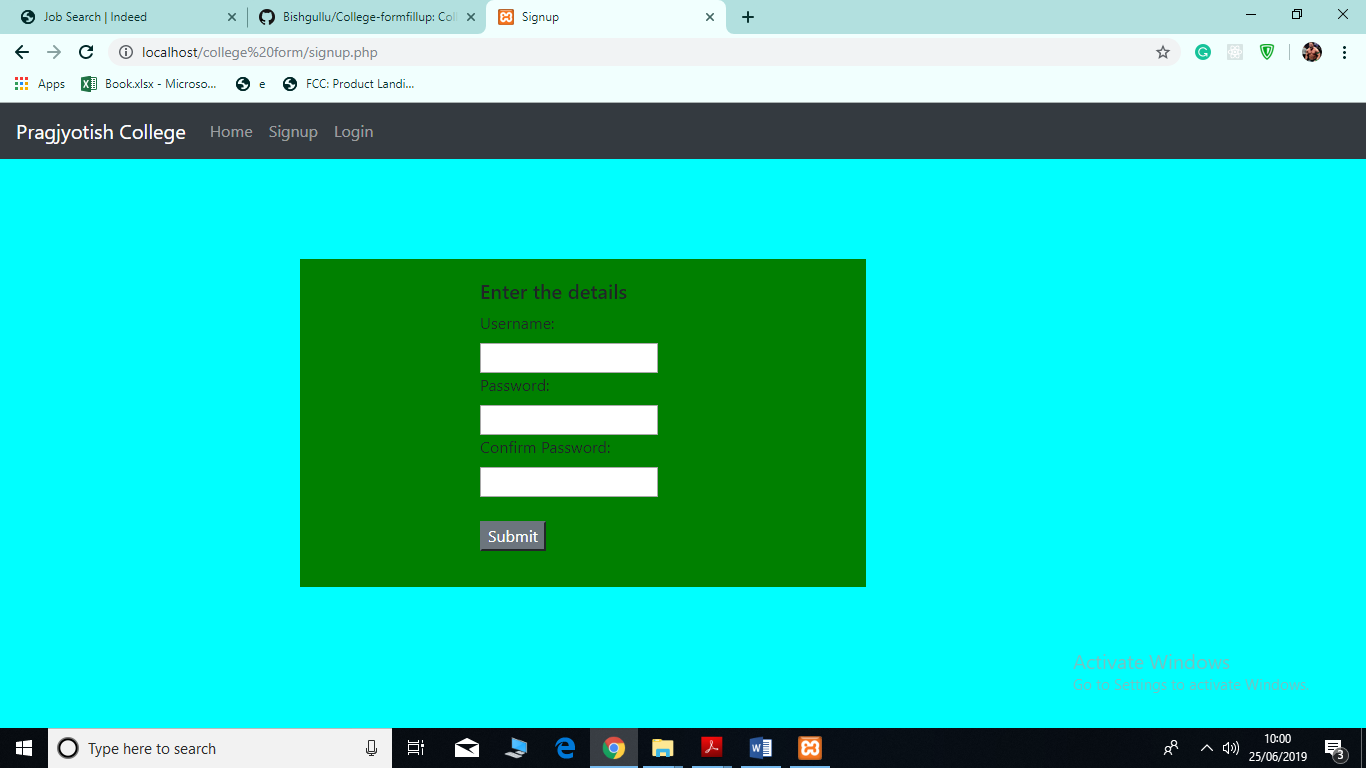 Job Search | Indeed
Bishgullu/College-formfillup: Col
Signup
localhost/college%20form/signup.php
Apps
Book.xlsx - Microso...
e
FCC: Product Landi...
Pragjyotish College
Home
Signup
Login
Enter the details
Username:
Password:
Confirm Password:
Submit
Activate Windows
Go to Settings to activate Windows.
Type here to search
10:00
25/06/2019
3